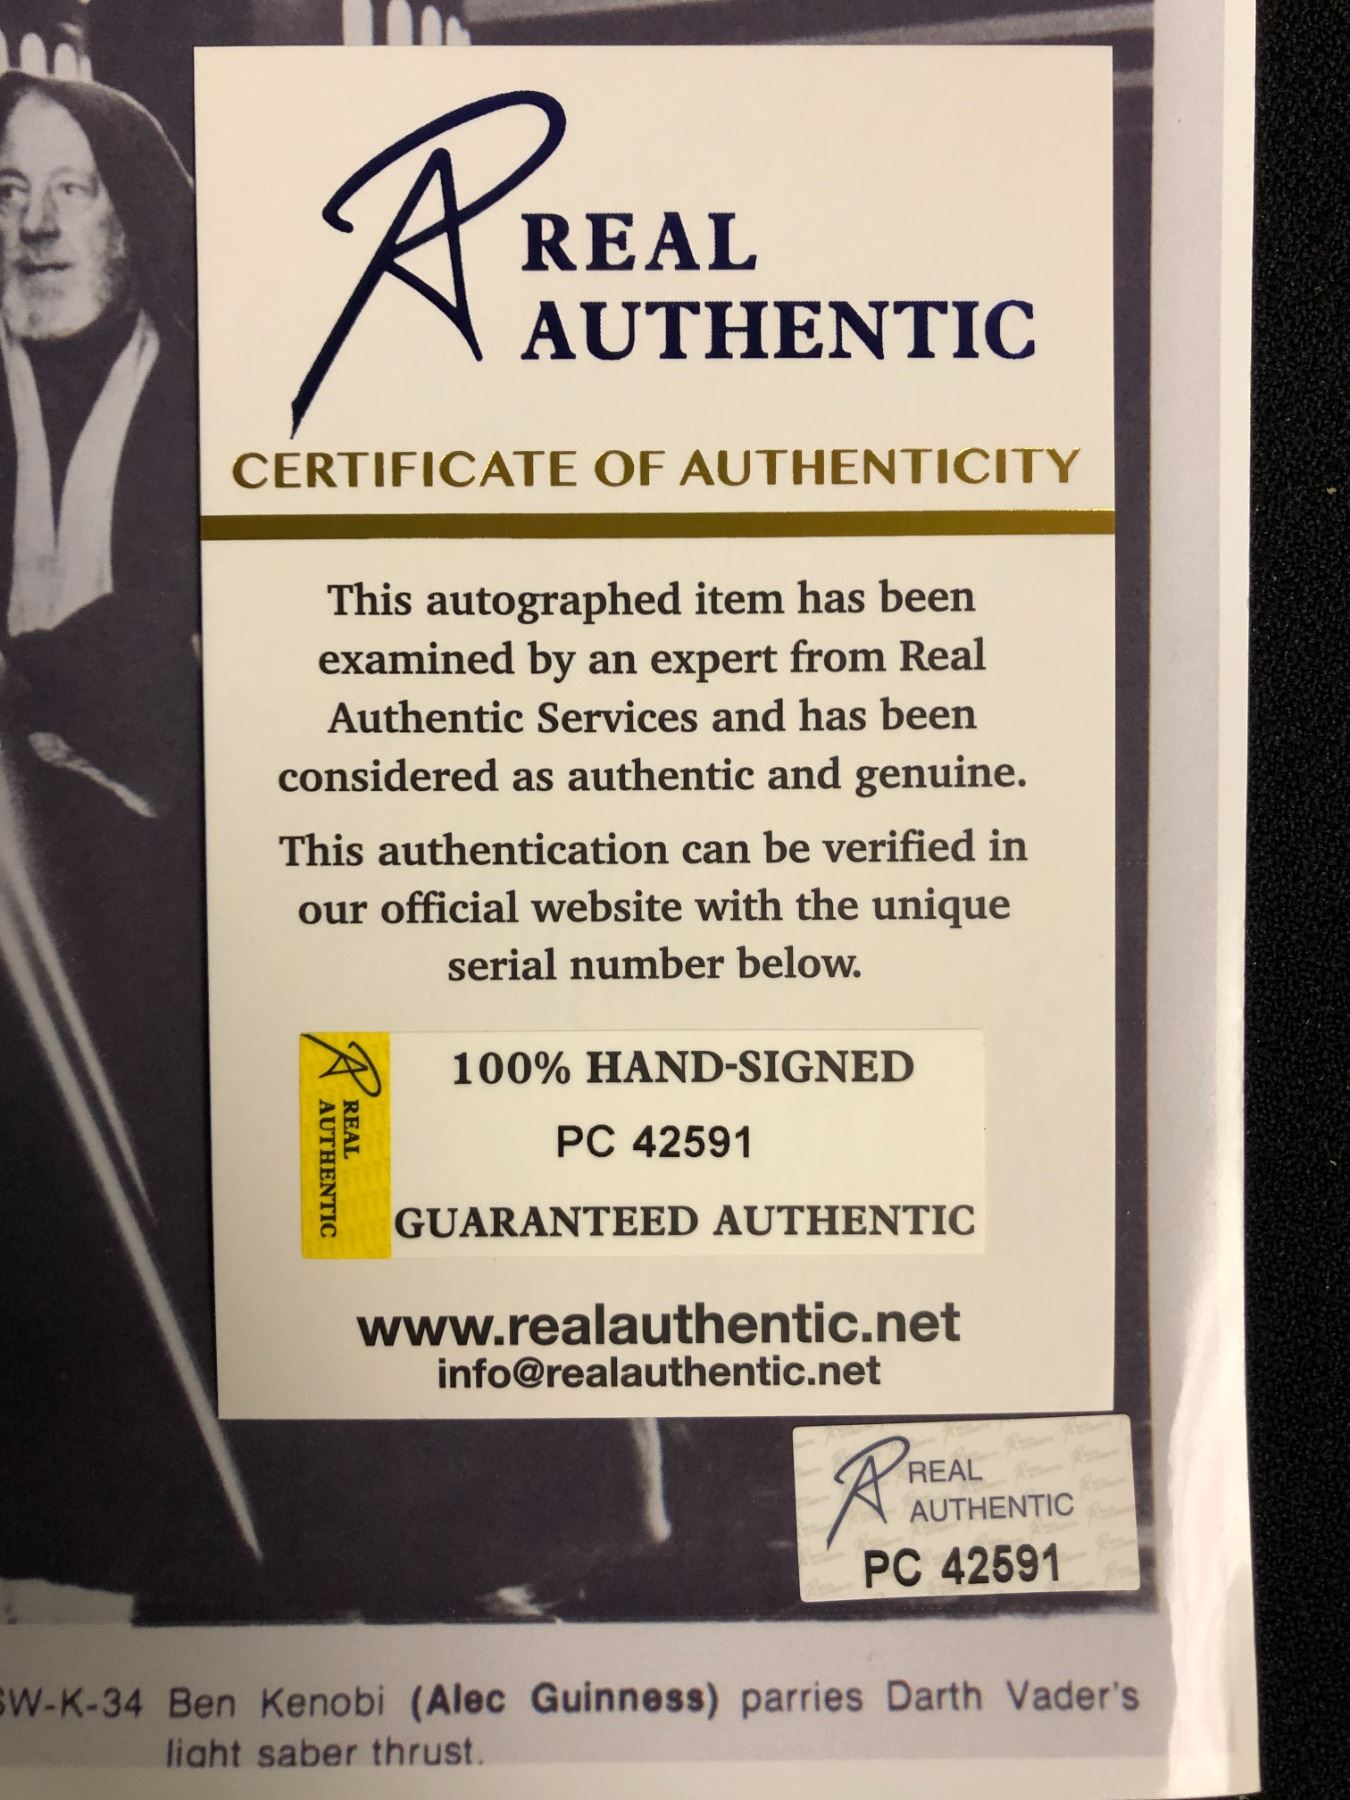 REAL
AUTHENTIC
CERTIFICATE OF AUTHENTICITY
This autographed item has been
examined by an expert from Real
Authentic Services and has been
considered as authentic and genuine.
This authentication can be verified in
our official website with the unique
serial number below.
REAL
AUTHENTIC
100% HAND-SIGNED
PC 42591
GUARANTEED AUTHENTIC
www.realauthentic.net
info@realauthentic.net
REAL
AUTHENTIC
PC 42591
SW-K-34 Ben Kenobi (Alec Guinness) parries Darth Vader's
light saber thrust.